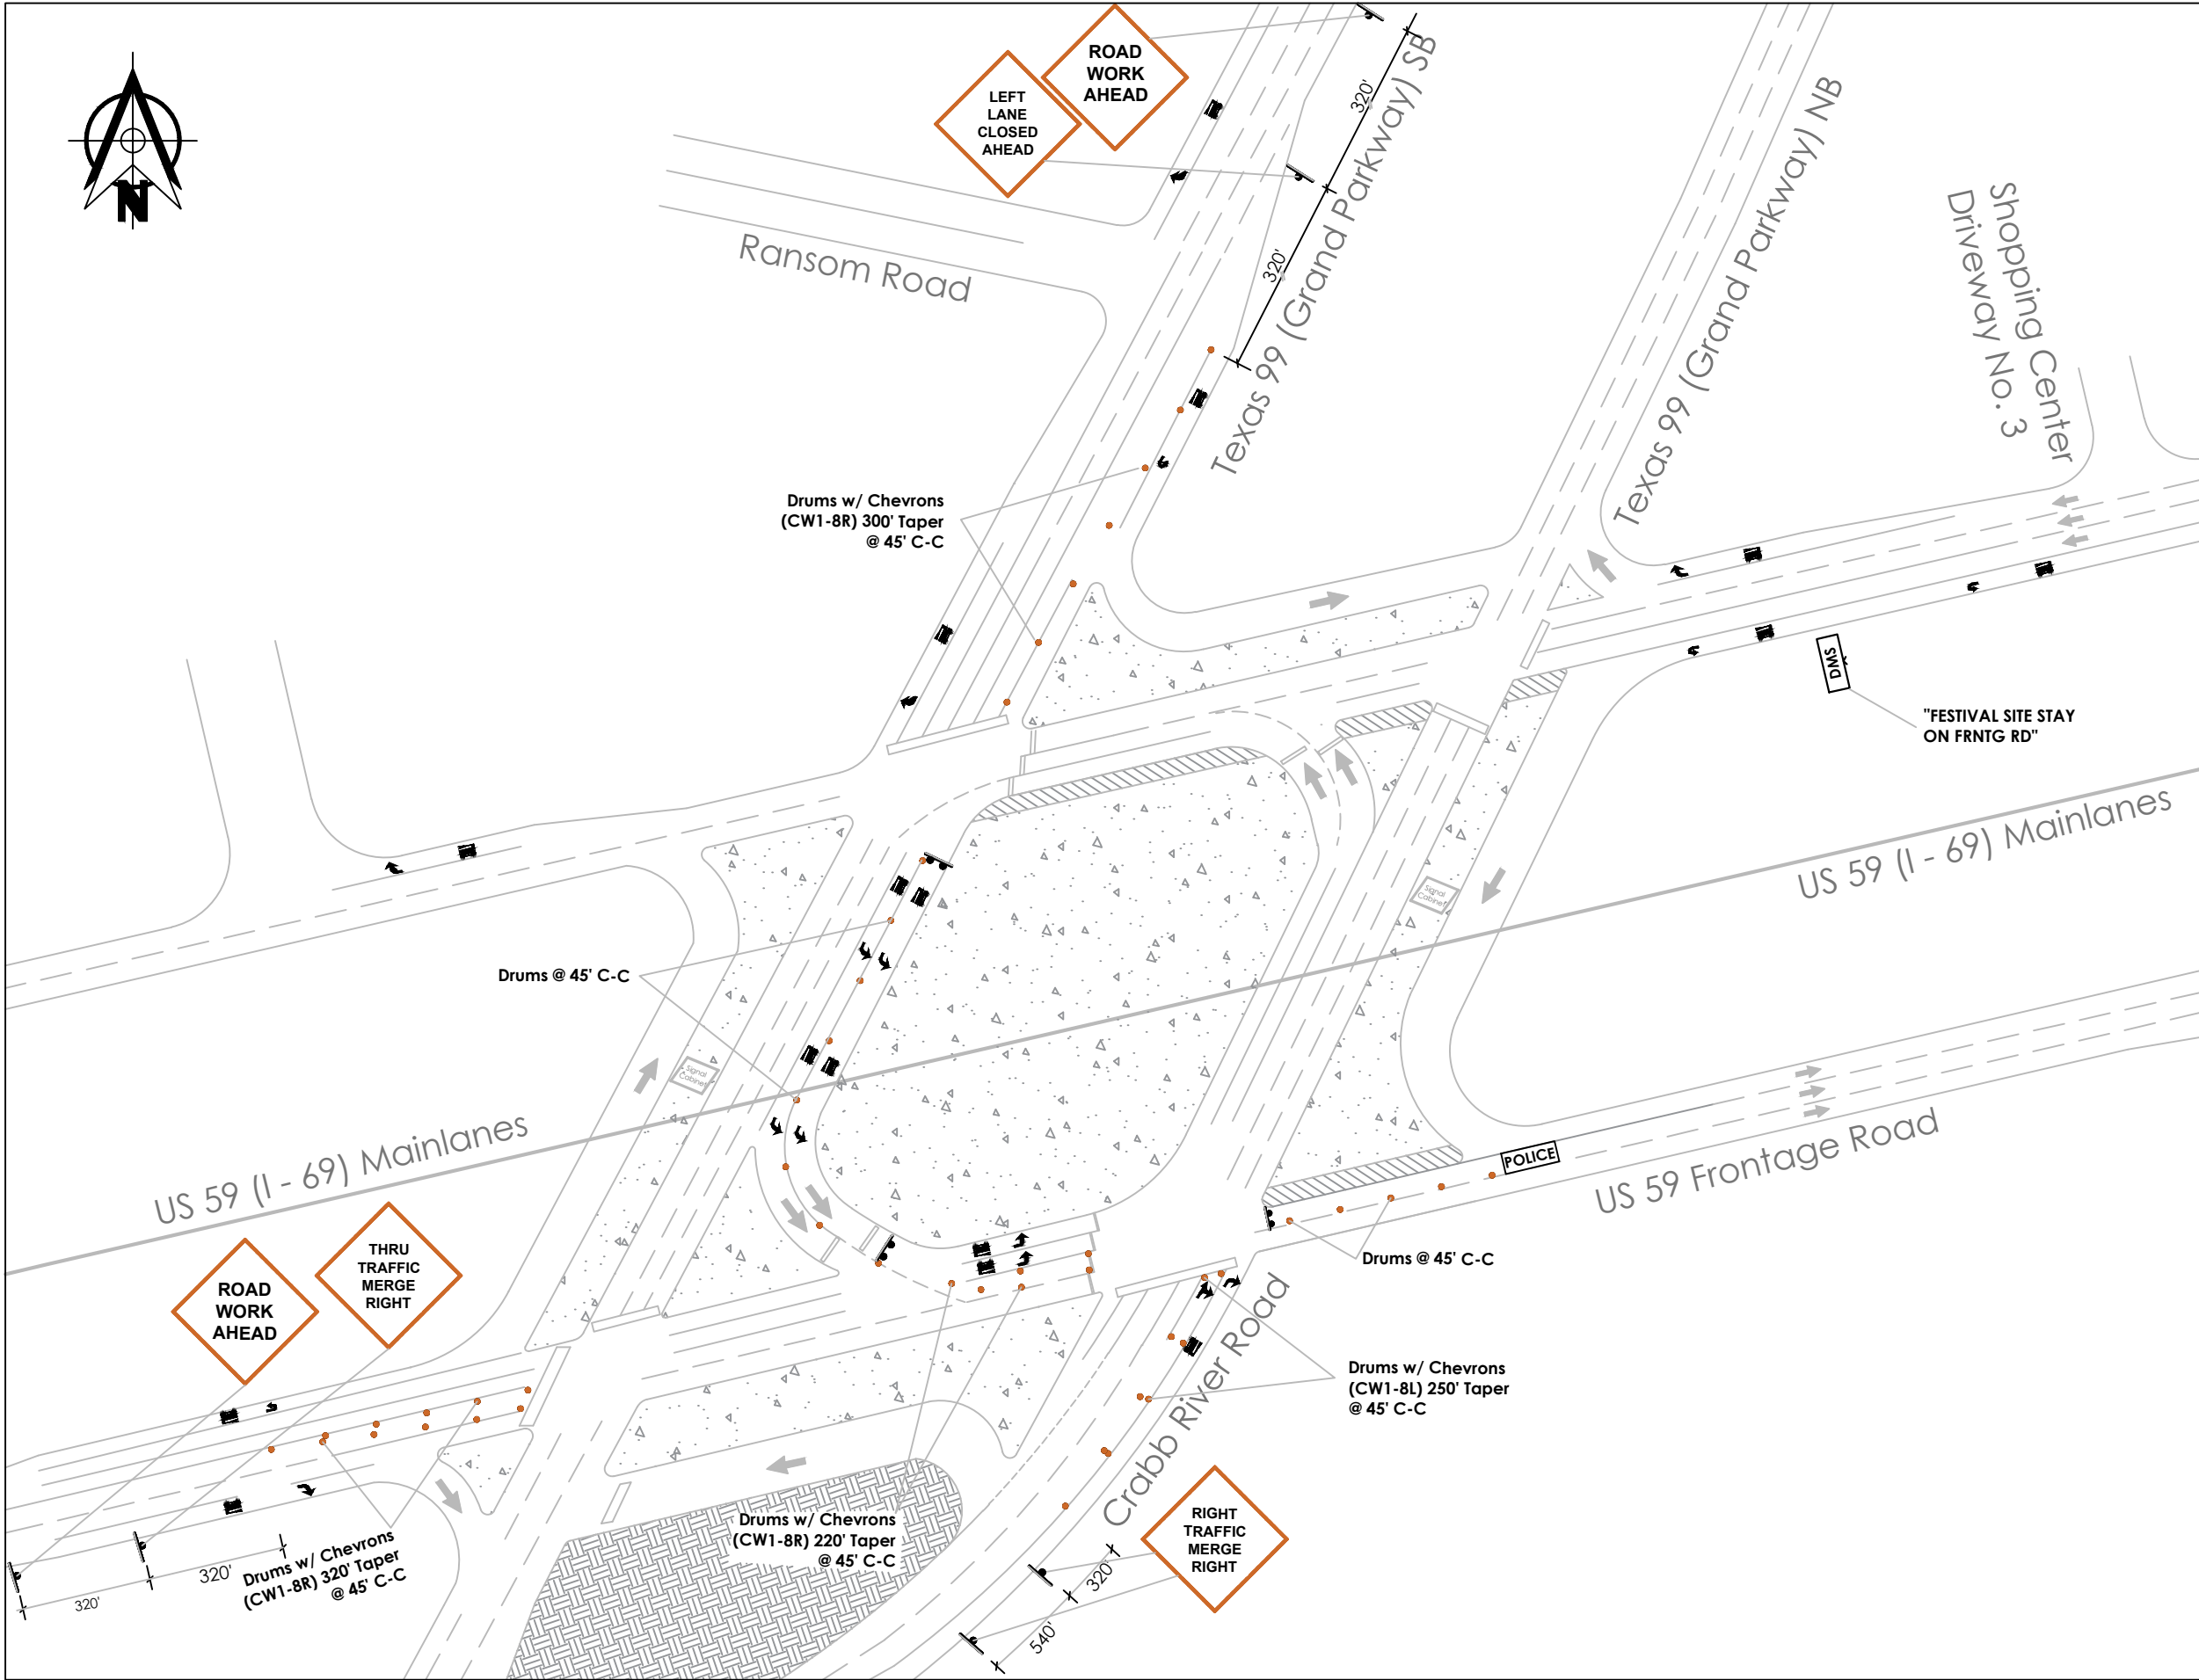 ROAD
WORK
AHEAD
LEFT
LANE
CLOSED
AHEAD
N
Ransom Road
320'
320'
Texas 99 (Grand Parkway) SB
Texas 99 (Grand Parkway) NB
Shopping Center
Driveway No. 3
Drums w/ Chevrons
(CW1-8R) 300' Taper
@ 45' C-C
DMS
"FESTIVAL SITE STAY
ON FRNTG RD"
US 59 (I - 69) Mainlanes
Signal
Cabinet
Drums @ 45' C-C
Signal
Cabinet
US 59 (I - 69) Mainlanes
POLICE
US 59 Frontage Road
Drums @ 45' C-C
ROAD
WORK
AHEAD
THRU
TRAFFIC
MERGE
RIGHT
Crabb River Road
Drums w/ Chevrons
(CW1-8L) 250' Taper
@ 45' C-C
Drums w/ Chevrons
(CW1-8R) 220' Taper
@ 45' C-C
RIGHT
TRAFFIC
MERGE
RIGHT
320'
320'
Drums w/ Chevrons
(CW1-8R) 320' Taper
@ 45' C-C
320'
540'